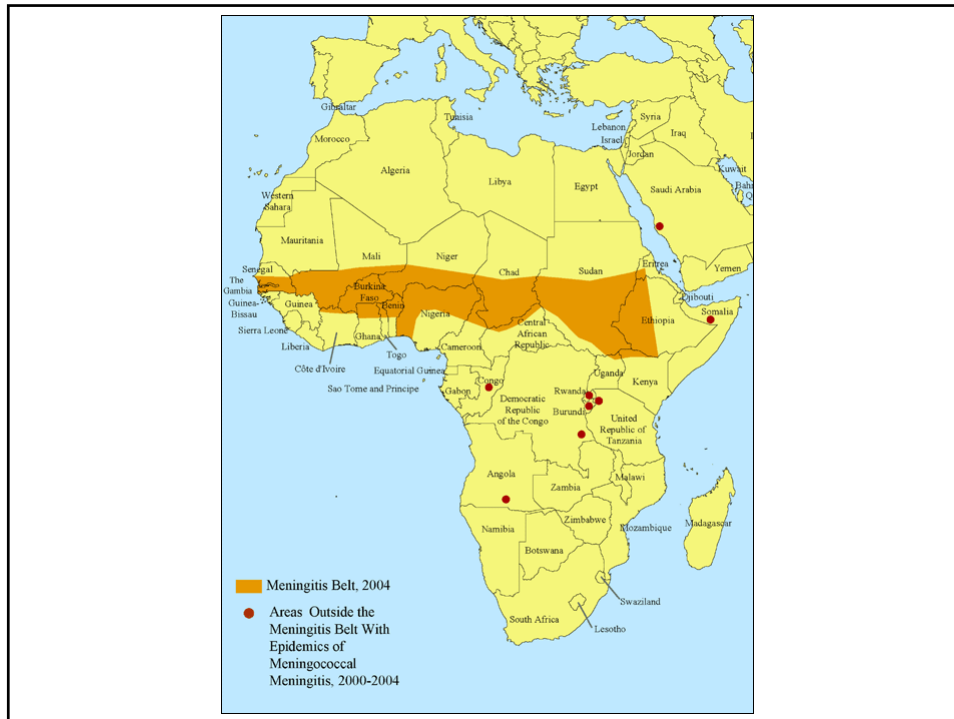 Gibraltar
Tunisia
Morocco
Algeria
Libya
Egypt
Lebanon
Israel
Syria
Iraq
Jordan
Kuwait
Saudi Arabia
Western
Sahara
Mauritania
Mali
Niger
Chad
Sudan
Eritrea
Yemen
Djibouti
Somalia
Senegal
The
Gambia
Guinea-
Bissau
Guinea
Sierra Leone
Liberia
Côte d'Ivoire
Burkina
Faso
Ghana
Togo
Benin
Nigeria
Cameroon
Central
African
Republic
Ethiopia
Equatorial Guinea
Sao Tome and Principe
Gabon
Congo
Democratic
Republic
of the Congo
Uganda
Kenya
Rwanda
Burundi
United
Republic of
Tanzania
Angola
Zambia
Malawi
Mozambique
Zimbabwe
Madagascar
Namibia
Botswana
Swaziland
South Africa
Lesotho
Meningitis Belt, 2004
Areas Outside the
Meningitis Belt With
Epidemics of
Meningococcal
Meningitis, 2000-2004